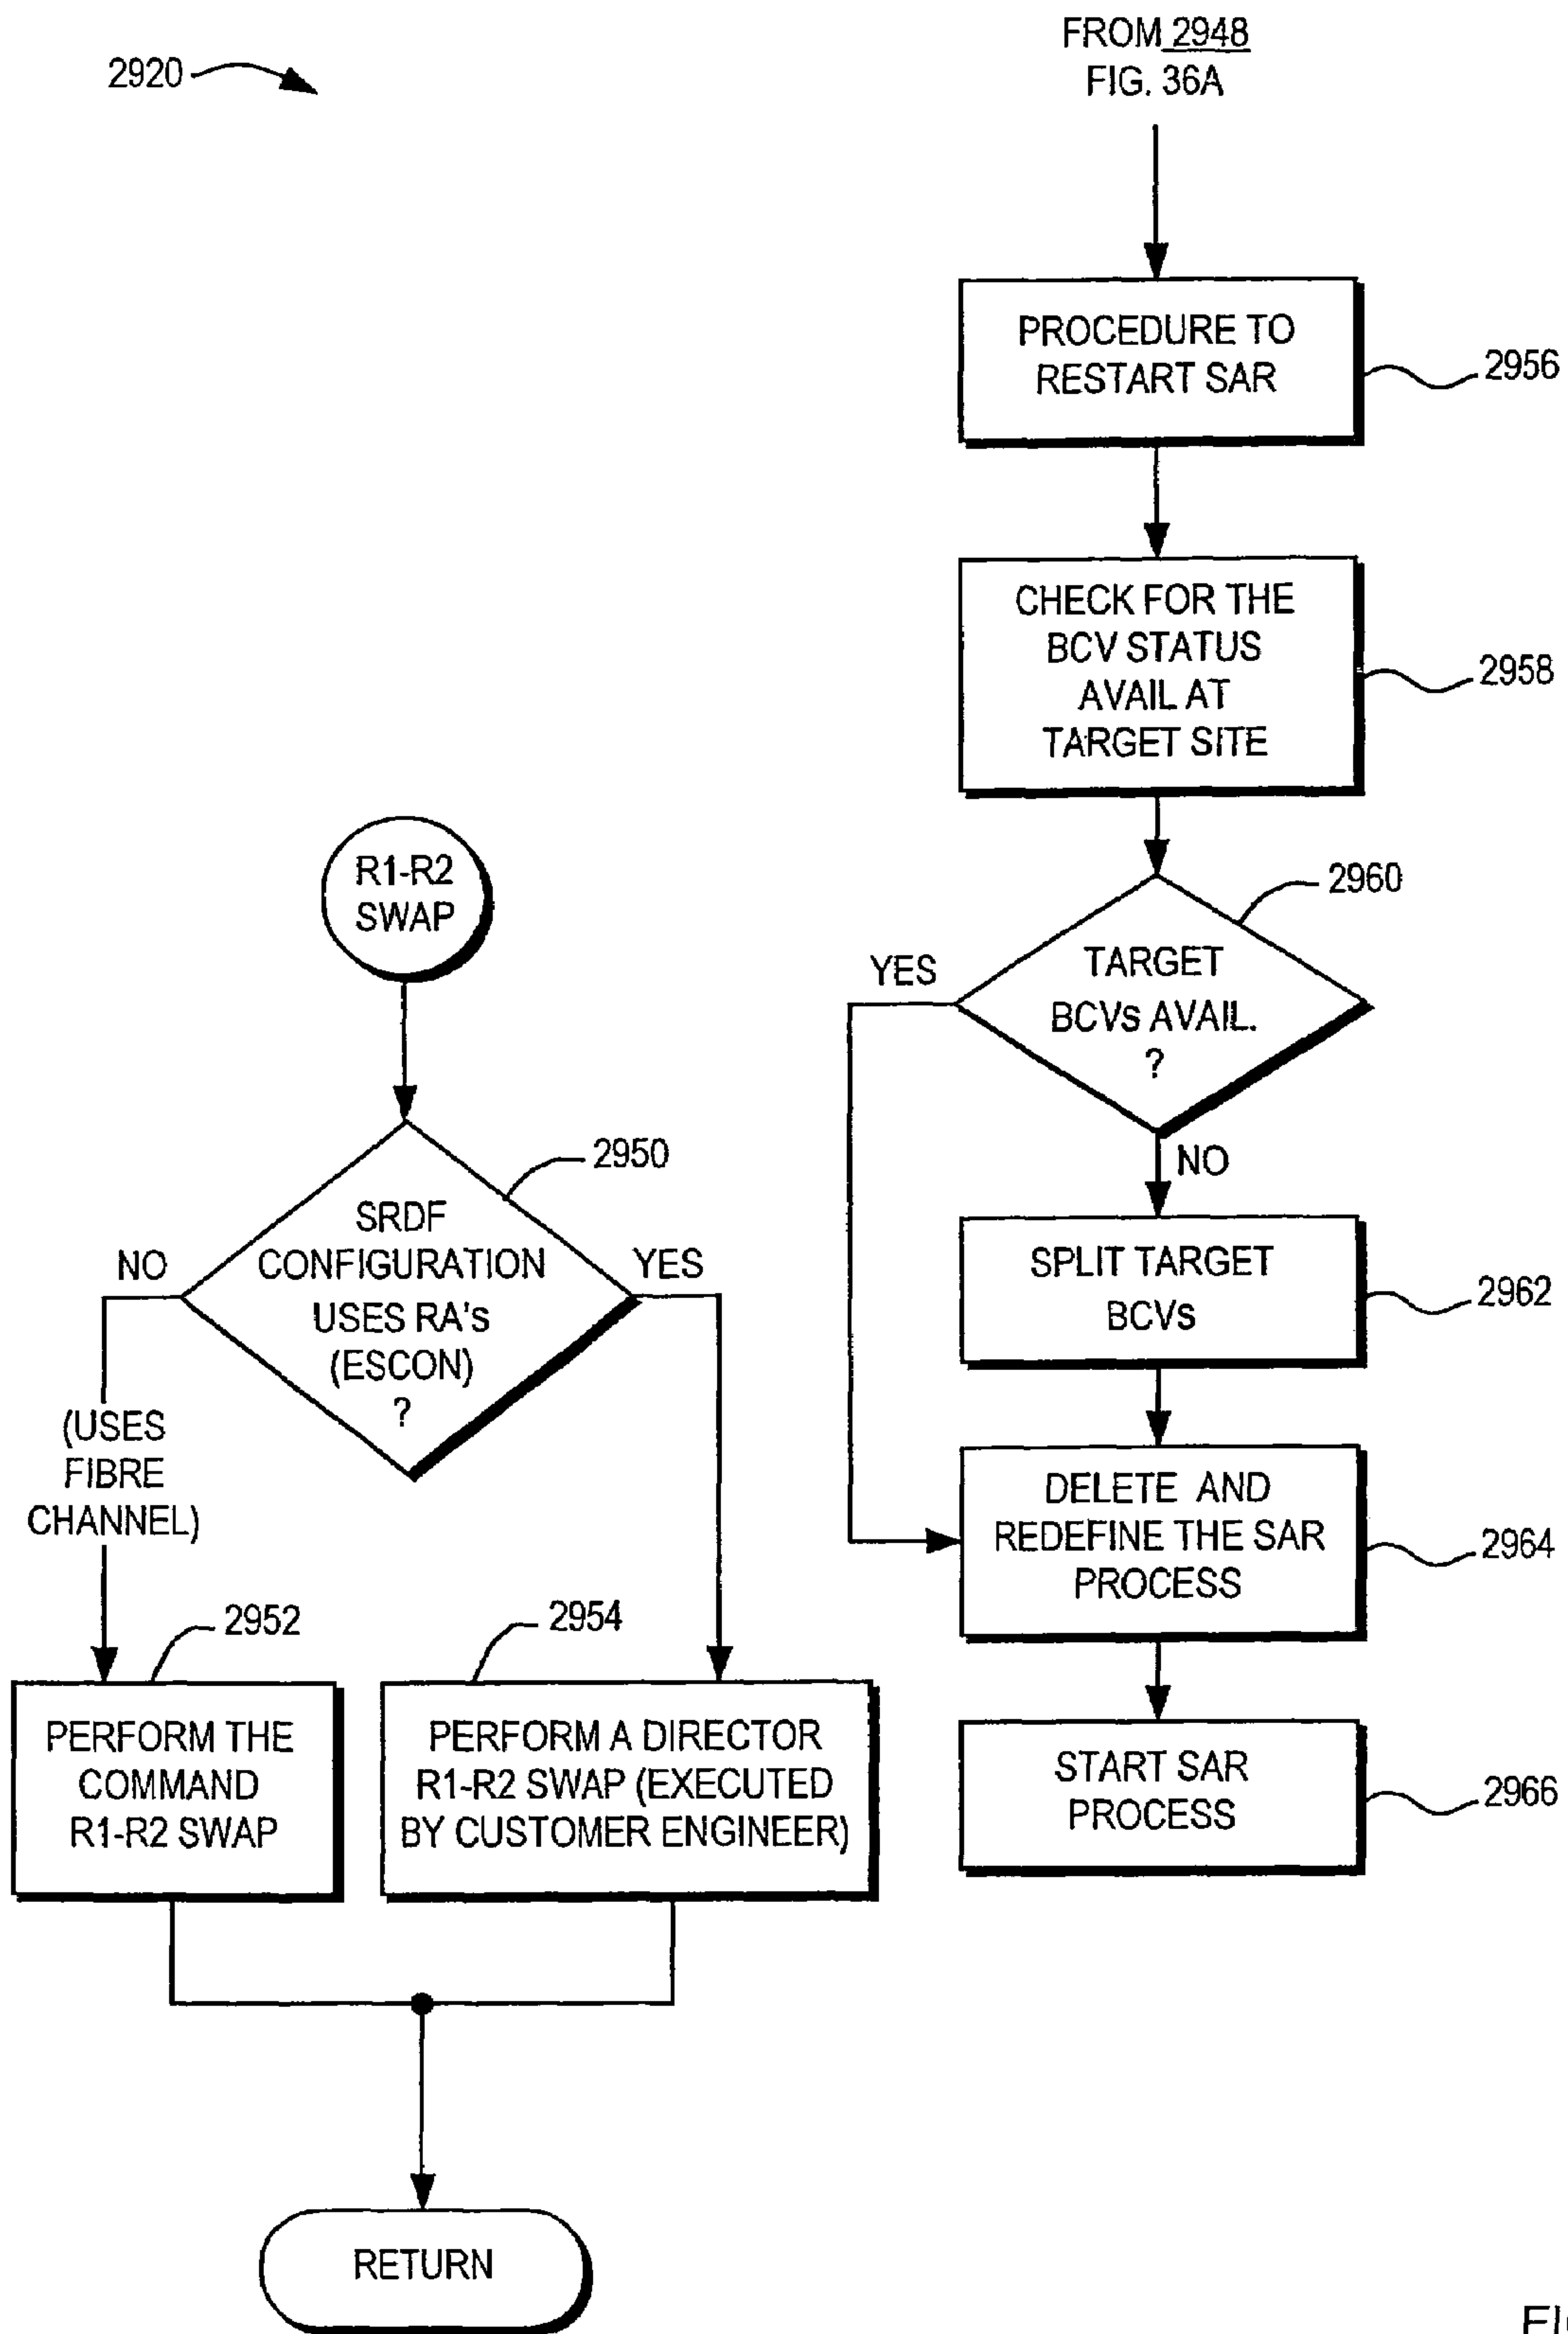 2920
FROM 2948
FIG. 36A
PROCEDURE TO
RESTART SAR
2956
CHECK FOR THE
BCV STATUS
AVAIL AT
TARGET SITE
2958
2960
TARGET
BCVs AVAIL.
?
YES
NO
SPLIT TARGET
BCVs
2962
DELETE AND
REDEFINE THE SAR
PROCESS
2964
START SAR
PROCESS
2966
R1-R2
SWAP
2950
SRDF
CONFIGURATION
USES RA's
(ESCON)
?
NO
YES
(USES
FIBRE
CHANNEL)
2952
PERFORM THE
COMMAND
R1-R2 SWAP
2954
PERFORM A DIRECTOR
R1-R2 SWAP (EXECUTED
BY CUSTOMER ENGINEER)
RETURN